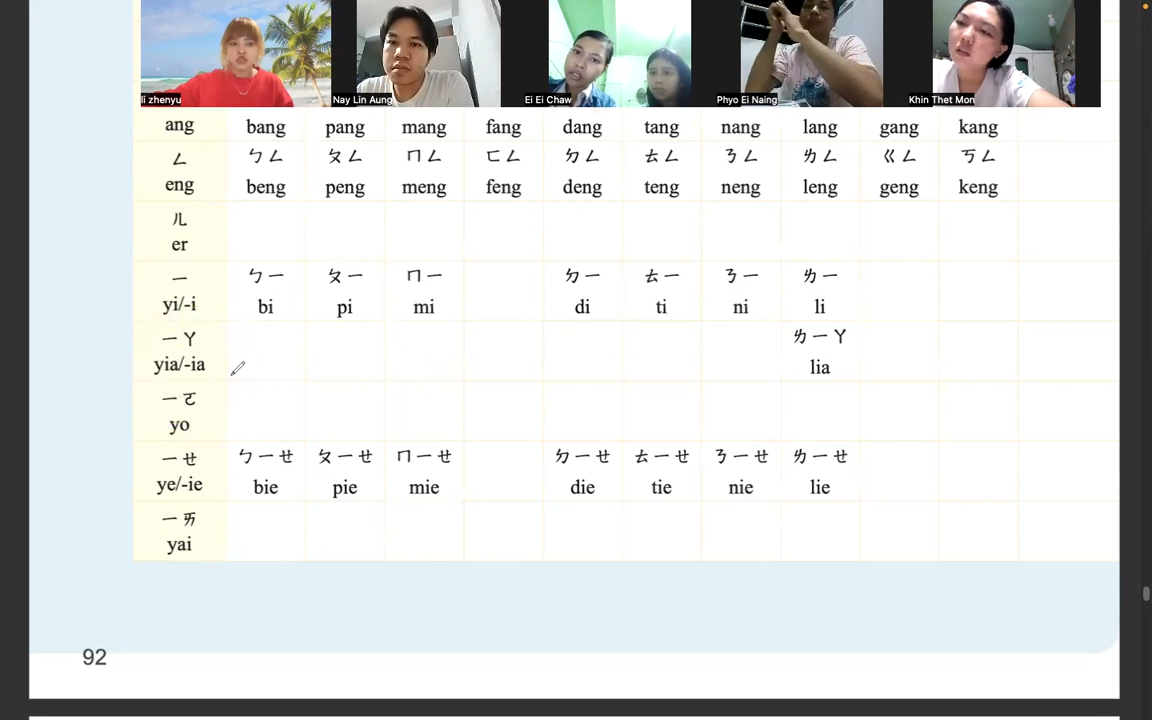 li zhenyu
Nay Lin Aung
Ei Ei Chaw
Phyo Ei Naing
Khin Thet Mon
ang bang pang mang fang dang tang nang lang gang kang
ㄥ ㄅㄥ ㄆㄥ ㄇㄥ ㄈㄥ ㄉㄥ ㄊㄥ ㄋㄥ ㄌㄥ ㄍㄥ ㄎㄥ
eng beng peng meng feng deng teng neng leng geng keng
ㄦ
er
ㄧ ㄅㄧ ㄆㄧ ㄇㄧ ㄉㄧ ㄊㄧ ㄋㄧ ㄌㄧ
yi/-i bi pi mi di ti ni li
ㄧㄚ ㄌㄧㄚ
yia/-ia lia
ㄧㄛ
yo
ㄧㄝ ㄅㄧㄝ ㄆㄧㄝ ㄇㄧㄝ ㄉㄧㄝ ㄊㄧㄝ ㄋㄧㄝ ㄌㄧㄝ
ye/-ie bie pie mie die tie nie lie
ㄧㄞ
yai
92